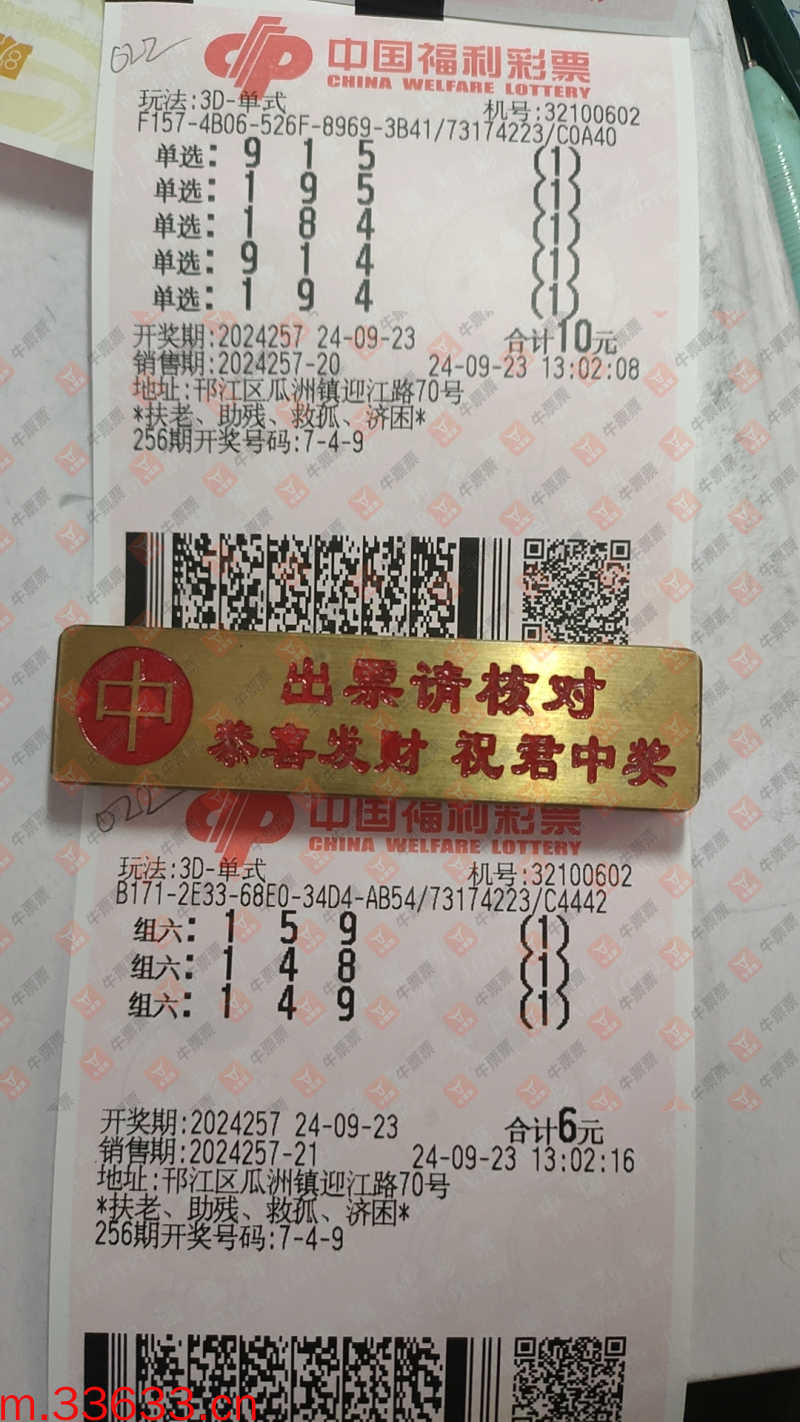 022
中国福利彩票
CHINA WELFARE LOTTERY
玩法:3D-单式 机号:32100602
F157-4B06-526F-8969-3B41/73174223/C0A40
单选: 9 1 5 (1)
单选: 1 9 5 (1)
单选: 1 8 4 (1)
单选: 9 1 4 (1)
单选: 1 9 4 (1)
开奖期:2024257 24-09-23 合计10元
销售期:2024257-20 24-09-23 13:02:08
地址:邗江区瓜洲镇迎江路70号
*扶老、助残、救孤、济困*
256期开奖号码:7-4-9
中
出票请核对
恭喜发财 祝君中奖
022
中国福利彩票
CHINA WELFARE LOTTERY
玩法:3D-单式 机号:32100602
B171-2E33-68E0-34D4-AB54/73174223/C4442
组六: 1 5 9 (1)
组六: 1 4 8 (1)
组六: 1 4 9 (1)
开奖期:2024257 24-09-23 合计6元
销售期:2024257-21 24-09-23 13:02:16
地址:邗江区瓜洲镇迎江路70号
*扶老、助残、救孤、济困*
256期开奖号码:7-4-9
m.33633.cn
牛票票